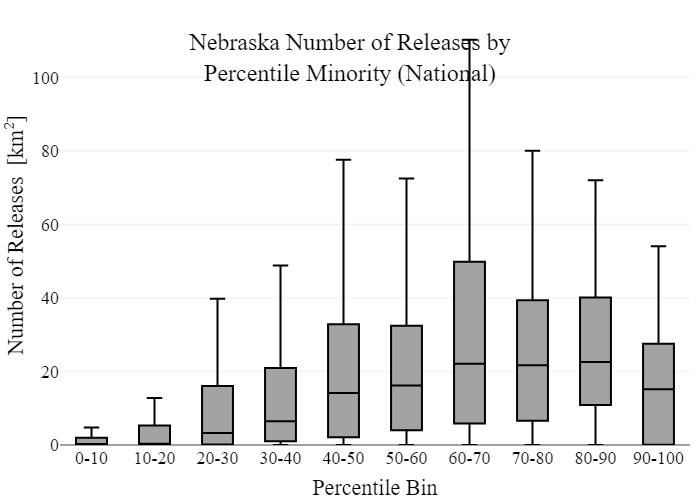 Nebraska Number of Releases by
Percentile Minority (National)
Number of Releases [km²]
100
80
60
40
20
0
0-10 10-20 20-30 30-40 40-50 50-60 60-70 70-80 80-90 90-100
Percentile Bin